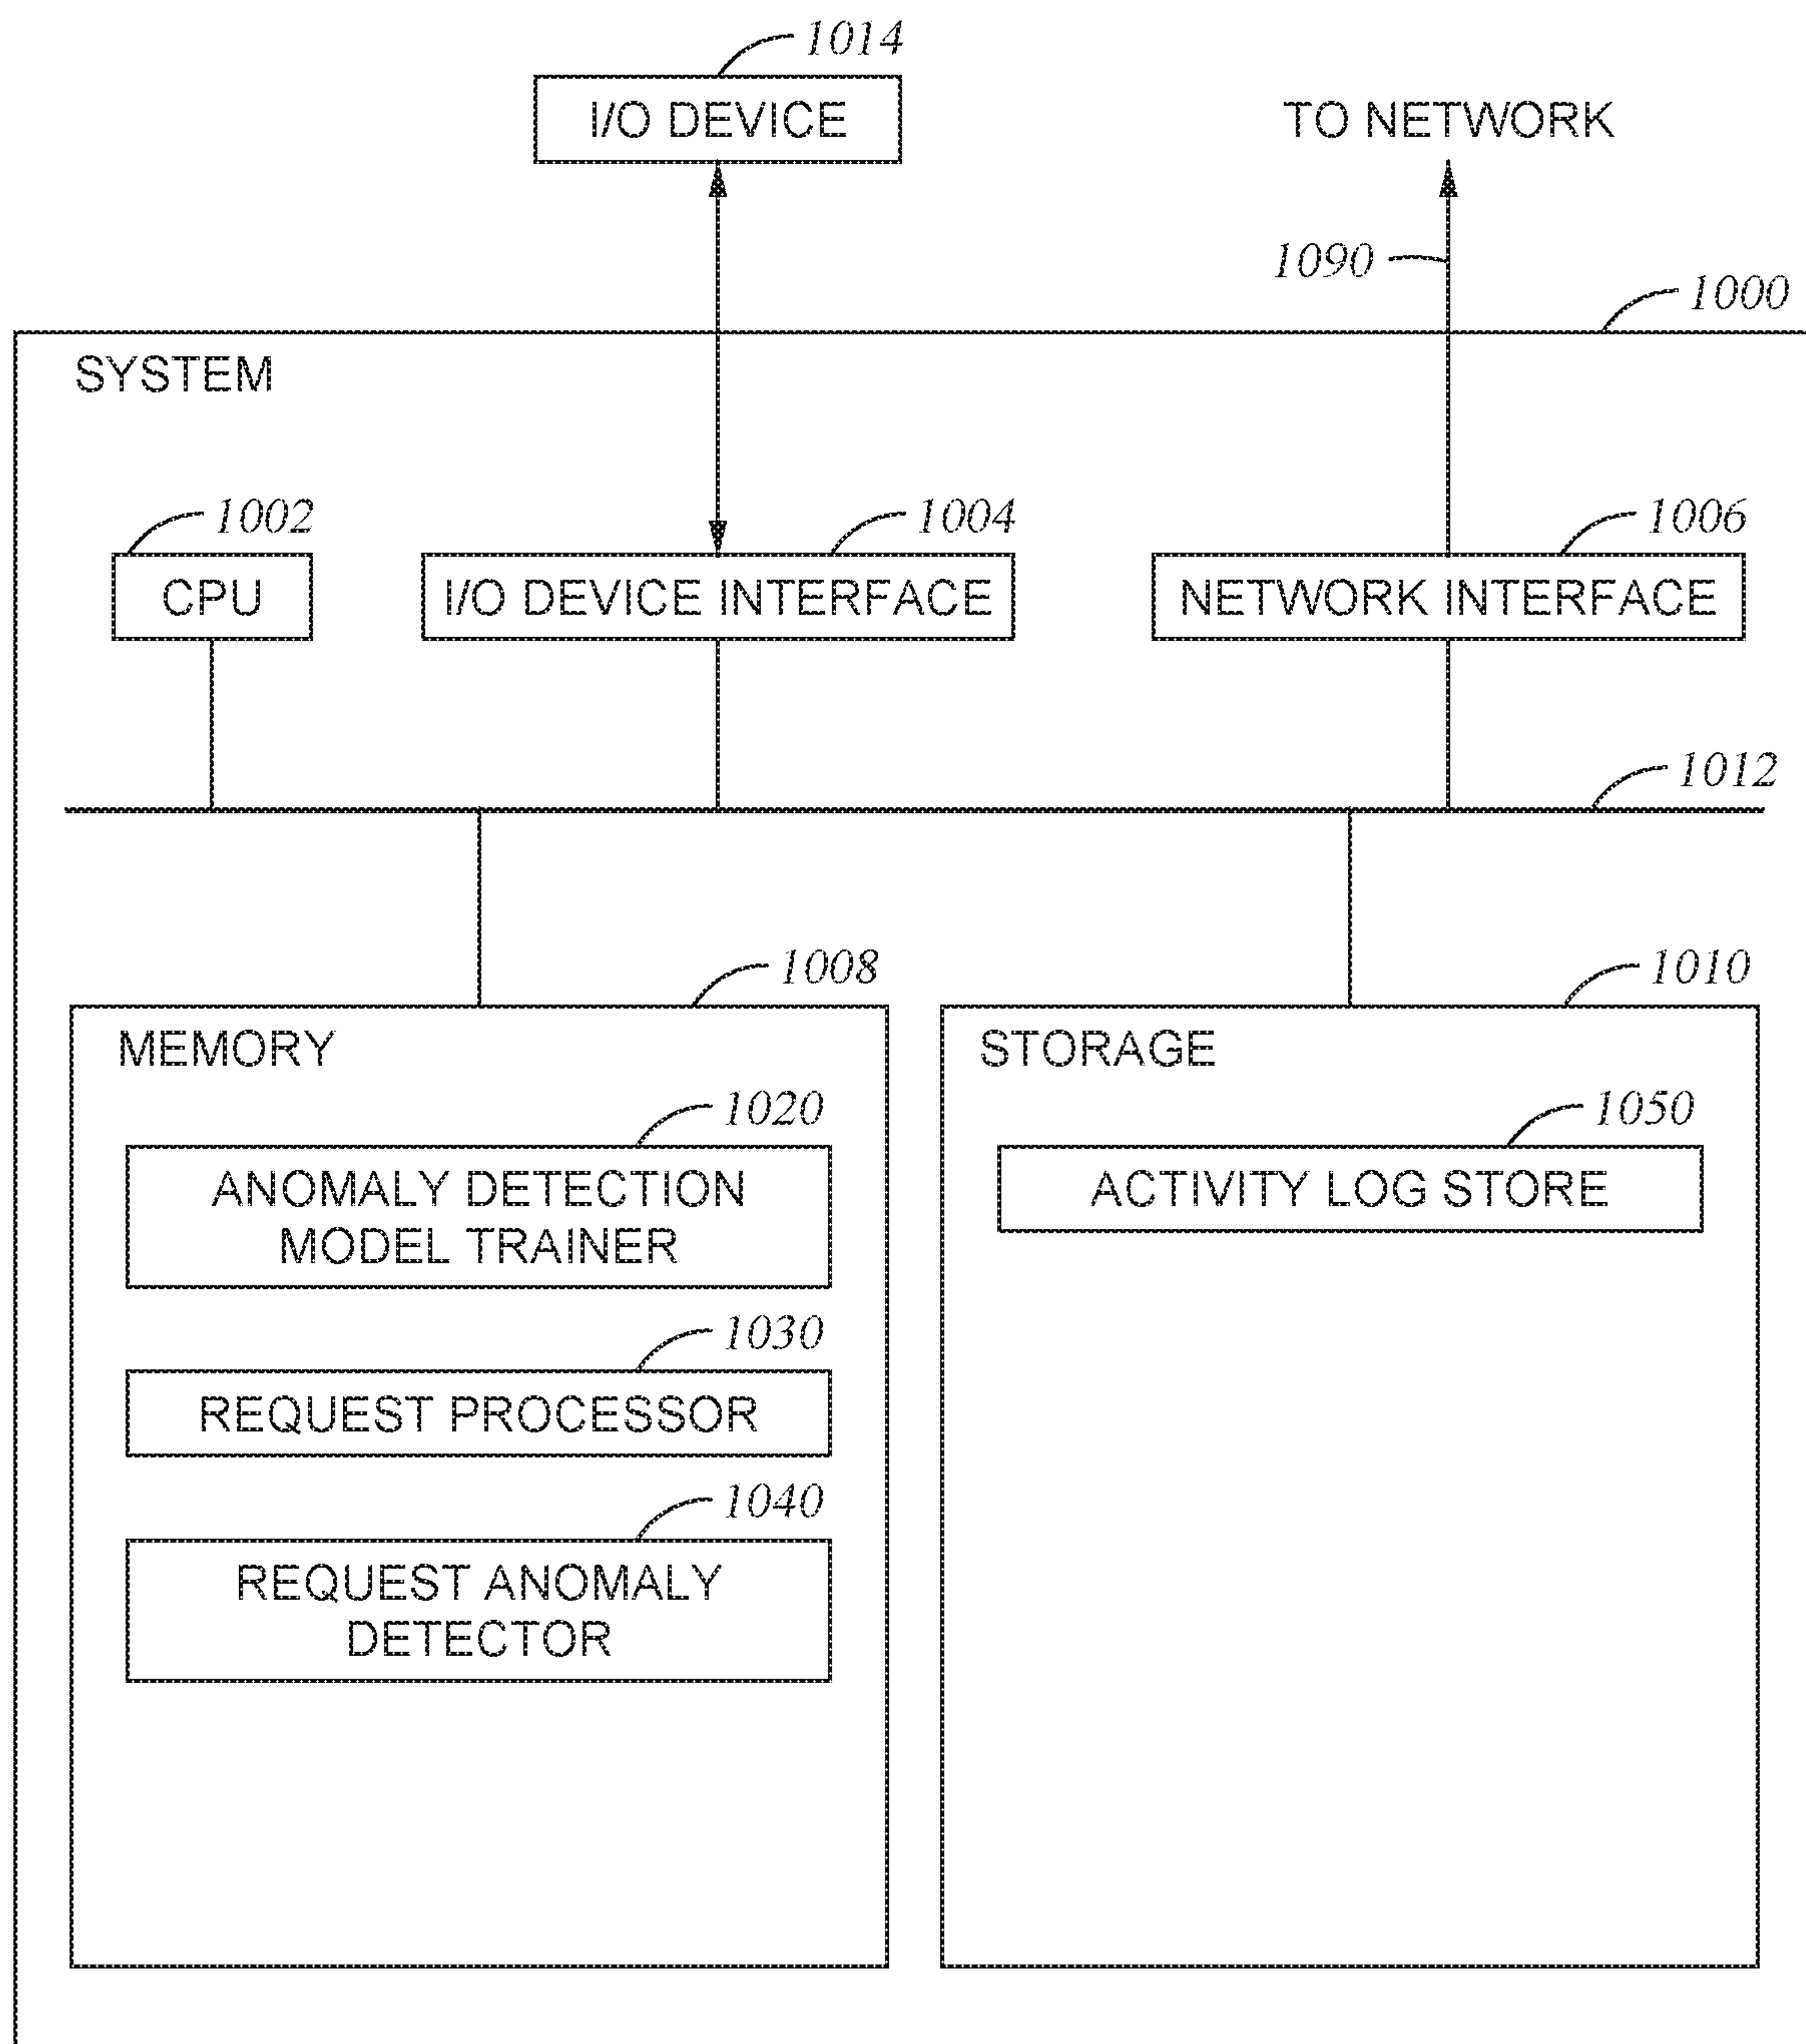 1014
I/O DEVICE
TO NETWORK
1090
1000
SYSTEM
1002
1004
1006
CPU
I/O DEVICE INTERFACE
NETWORK INTERFACE
1012
1008
1010
MEMORY
STORAGE
1020
1050
ANOMALY DETECTION
MODEL TRAINER
ACTIVITY LOG STORE
1030
REQUEST PROCESSOR
1040
REQUEST ANOMALY
DETECTOR